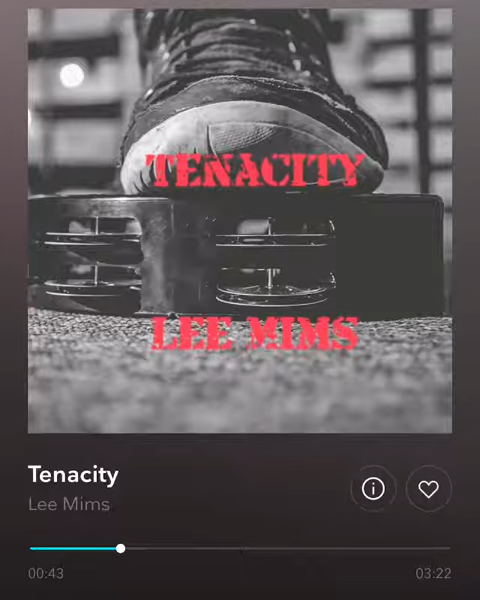 TENACITY
LEE MIMS
Tenacity
Lee Mims
00:43 03:22